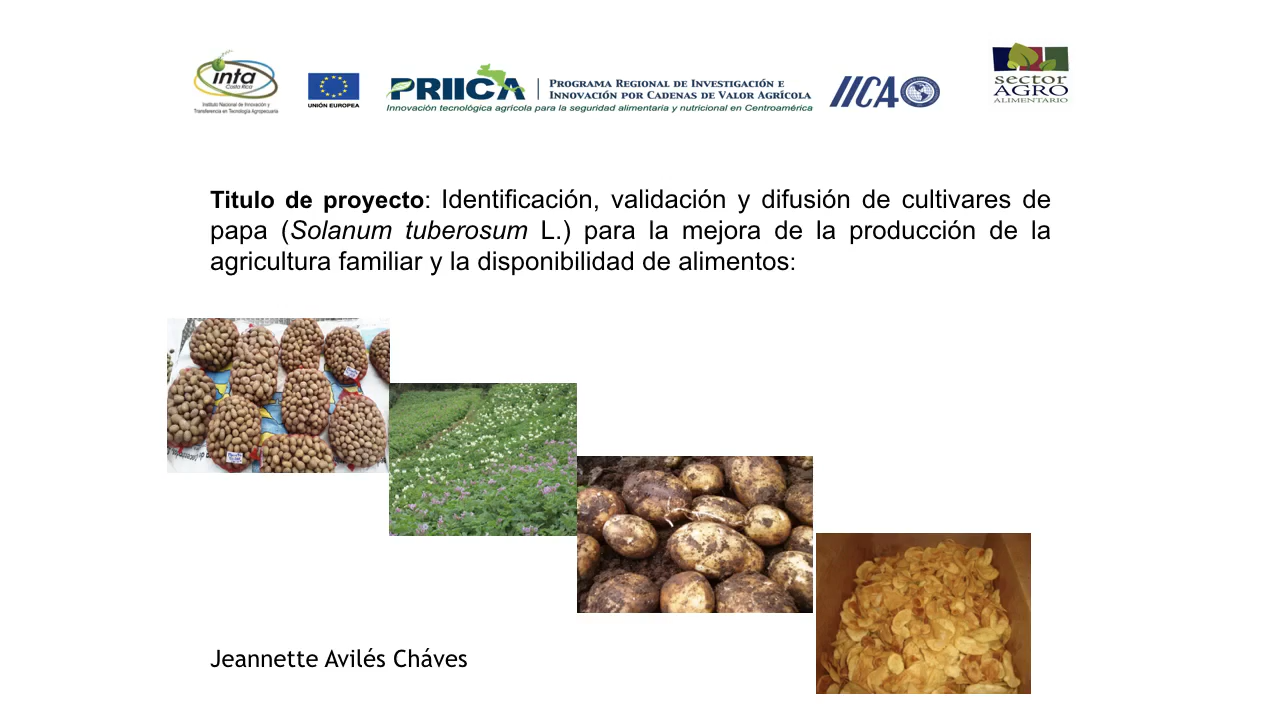 inta
Costa Rica
Instituto Nacional de Innovación y
Transferencia en Tecnología Agropecuaria
UNIÓN EUROPEA
PRIICA
PROGRAMA REGIONAL DE INVESTIGACIÓN E
INNOVACIÓN POR CADENAS DE VALOR AGRÍCOLA
Innovación tecnológica agrícola para la seguridad alimentaria y nutricional en Centroamérica
IICA
sector
AGRO
ALIMENTARIO
Titulo de proyecto: Identificación, validación y difusión de cultivares de
papa (Solanum tuberosum L.) para la mejora de la producción de la
agricultura familiar y la disponibilidad de alimentos:
Jeannette Avilés Cháves